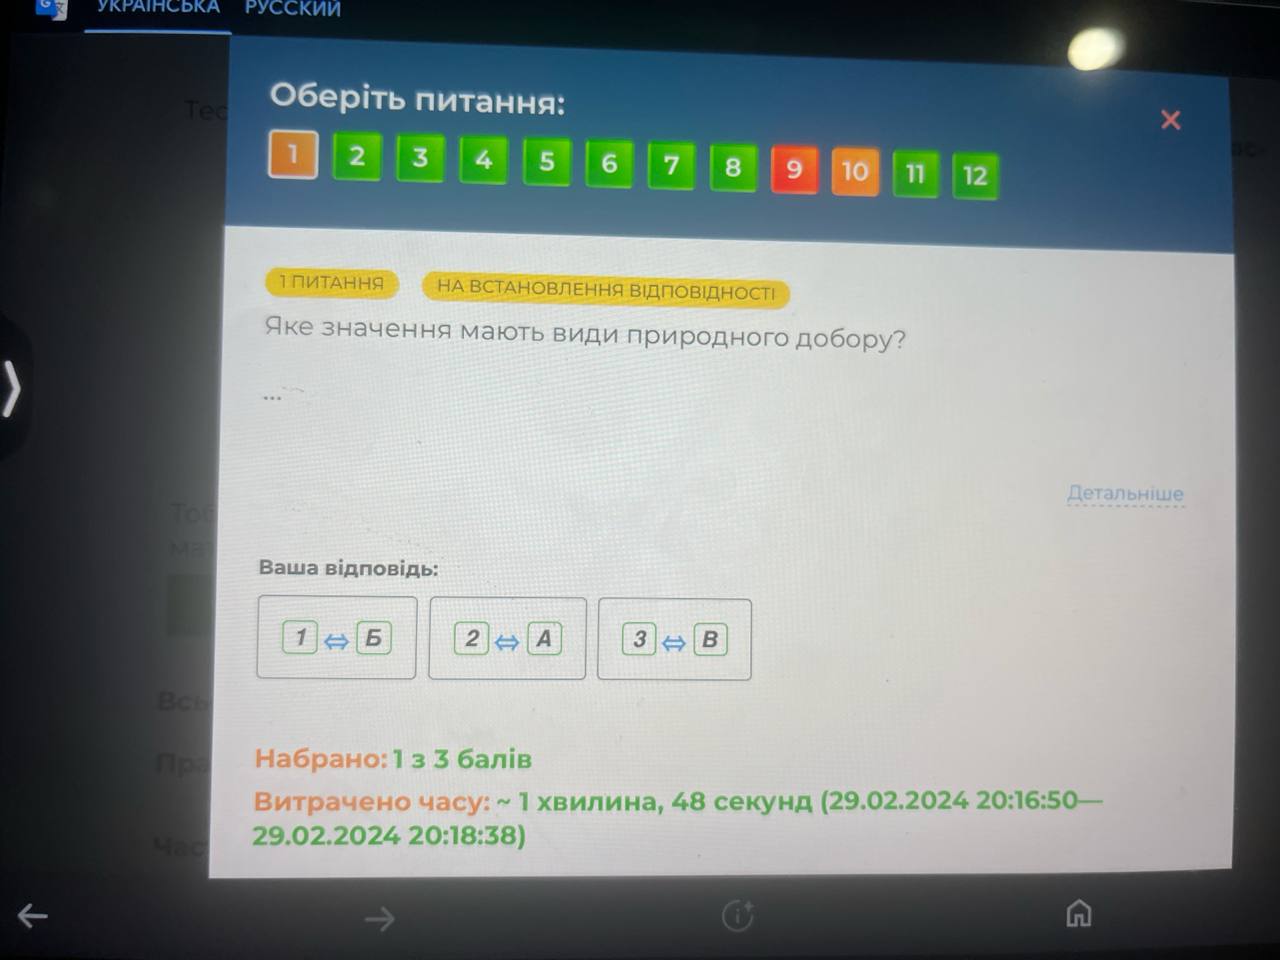 УКРАЇНСЬКА РУССКИЙ
Оберіть питання:
1 2 3 4 5 6 7 8 9 10 11 12
1 ПИТАННЯ НА ВСТАНОВЛЕННЯ ВІДПОВІДНОСТІ
Яке значення мають види природного добору?
...
Детальніше
Ваша відповідь:
1 ⇔ Б 2 ⇔ А 3 ⇔ В
Набрано: 1 з 3 балів
Витрачено часу: ~ 1 хвилина, 48 секунд (29.02.2024 20:16:50—
29.02.2024 20:18:38)